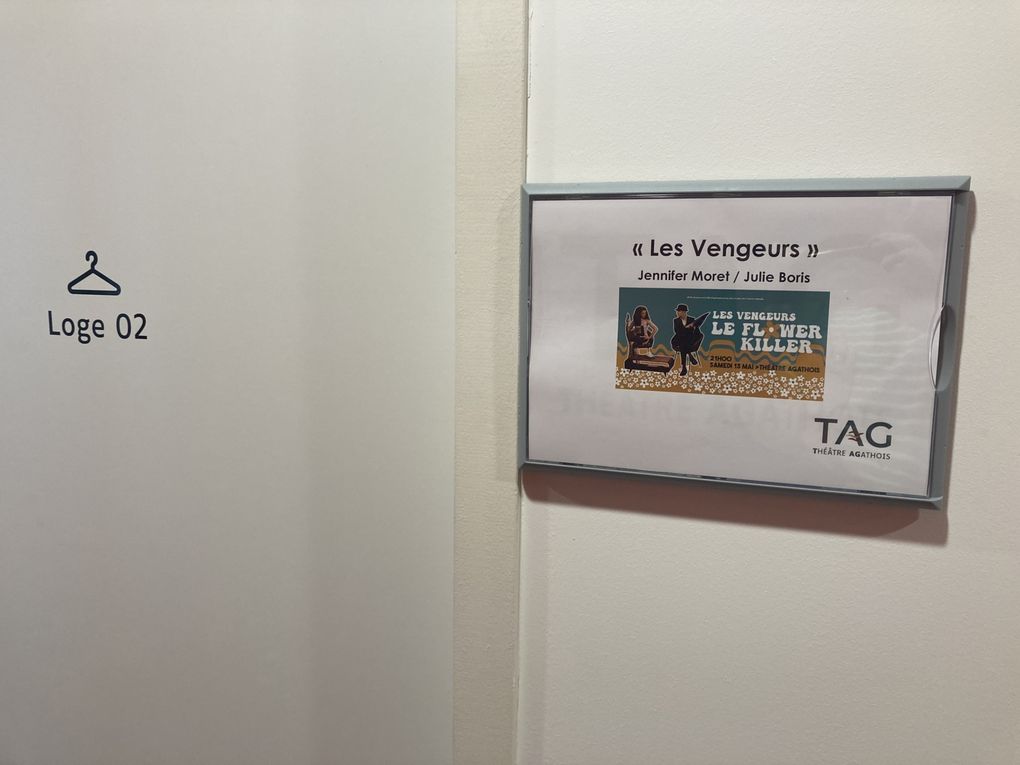 Loge 02
« Les Vengeurs »
Jennifer Moret / Julie Boris
LES VENGEURS
LE FLOWER
KILLER
21H00
SAMEDI 13 MAI > THÉÂTRE AGATHOIS
TAG
THÉÂTRE AGATHOIS